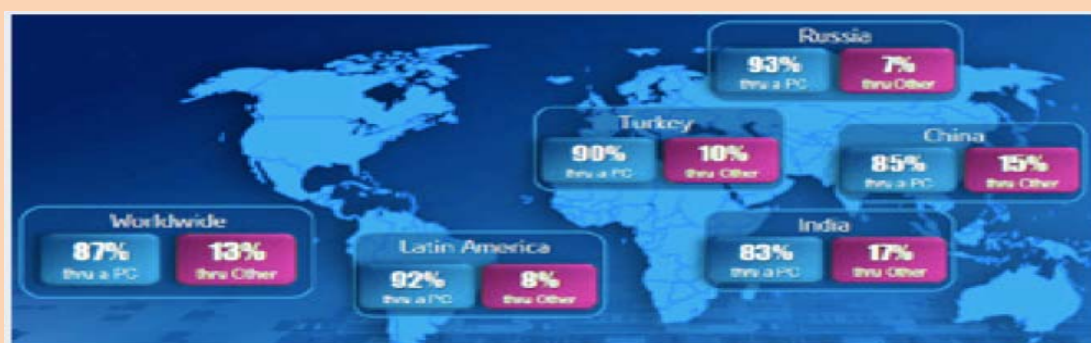 Russia
93% 7%
thru a PC thru Other
Turkey
90% 10%
thru a PC thru Other
China
85% 15%
thru a PC thru Other
Worldwide
87% 13%
thru a PC thru Other
Latin America
92% 8%
thru a PC thru Other
India
83% 17%
thru a PC thru Other